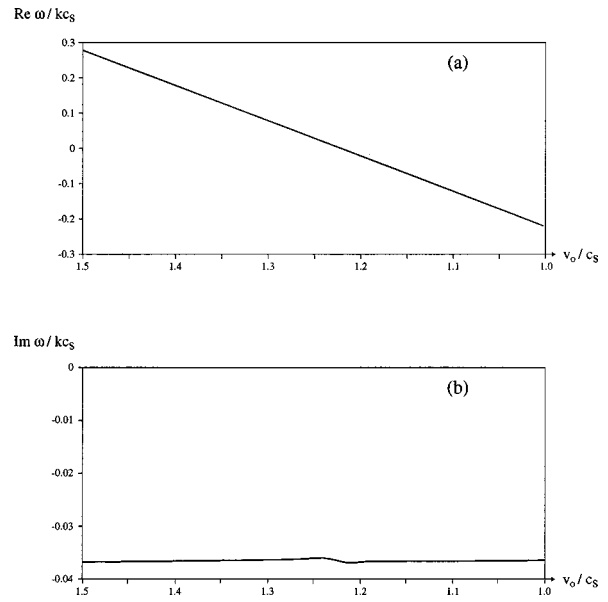 Re ω / kc_S
0.3
(a)
0.2
0.1
0
-0.1
-0.2
-0.3
1.5 1.4 1.3 1.2 1.1 1.0
v_o / c_S
Im ω / kc_S
0
(b)
-0.01
-0.02
-0.03
-0.04
1.5 1.4 1.3 1.2 1.1 1.0
v_o / c_S